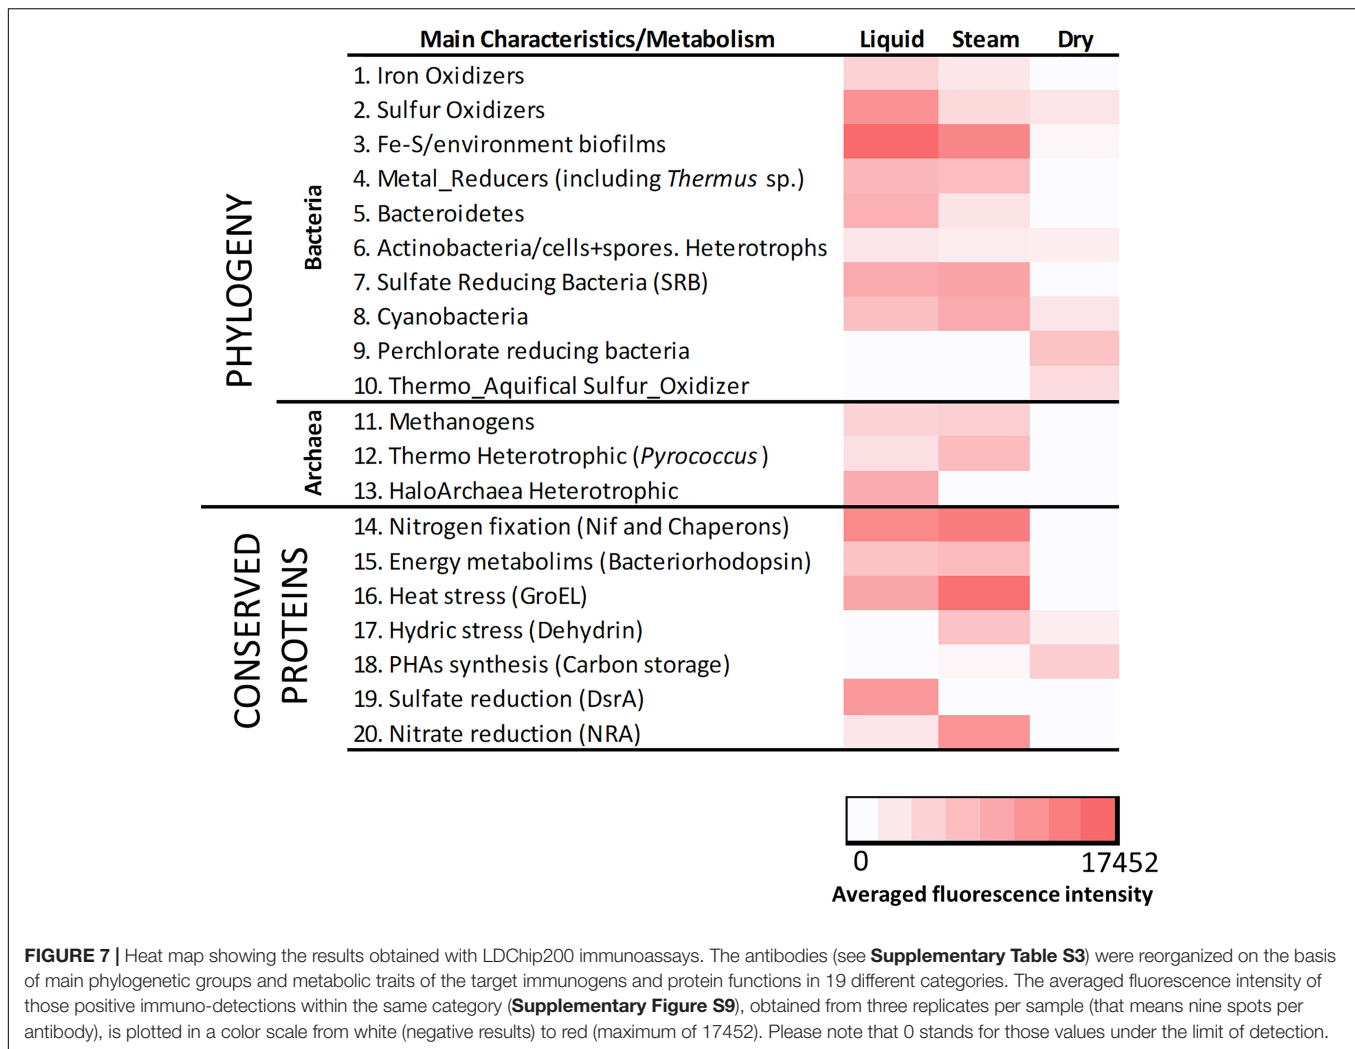 Main Characteristics/Metabolism Liquid Steam Dry
PHYLOGENY
Bacteria
1. Iron Oxidizers
2. Sulfur Oxidizers
3. Fe-S/environment biofilms
4. Metal_Reducers (including Thermus sp.)
5. Bacteroidetes
6. Actinobacteria/cells+spores. Heterotrophs
7. Sulfate Reducing Bacteria (SRB)
8. Cyanobacteria
9. Perchlorate reducing bacteria
10. Thermo_Aquifical Sulfur_Oxidizer
Archaea
11. Methanogens
12. Thermo Heterotrophic (Pyrococcus)
13. HaloArchaea Heterotrophic
CONSERVED
PROTEINS
14. Nitrogen fixation (Nif and Chaperons)
15. Energy metabolims (Bacteriorhodopsin)
16. Heat stress (GroEL)
17. Hydric stress (Dehydrin)
18. PHAs synthesis (Carbon storage)
19. Sulfate reduction (DsrA)
20. Nitrate reduction (NRA)
0 17452
Averaged fluorescence intensity
FIGURE 7 | Heat map showing the results obtained with LDChip200 immunoassays. The antibodies (see Supplementary Table S3) were reorganized on the basis
of main phylogenetic groups and metabolic traits of the target immunogens and protein functions in 19 different categories. The averaged fluorescence intensity of
those positive immuno-detections within the same category (Supplementary Figure S9), obtained from three replicates per sample (that means nine spots per
antibody), is plotted in a color scale from white (negative results) to red (maximum of 17452). Please note that 0 stands for those values under the limit of detection.